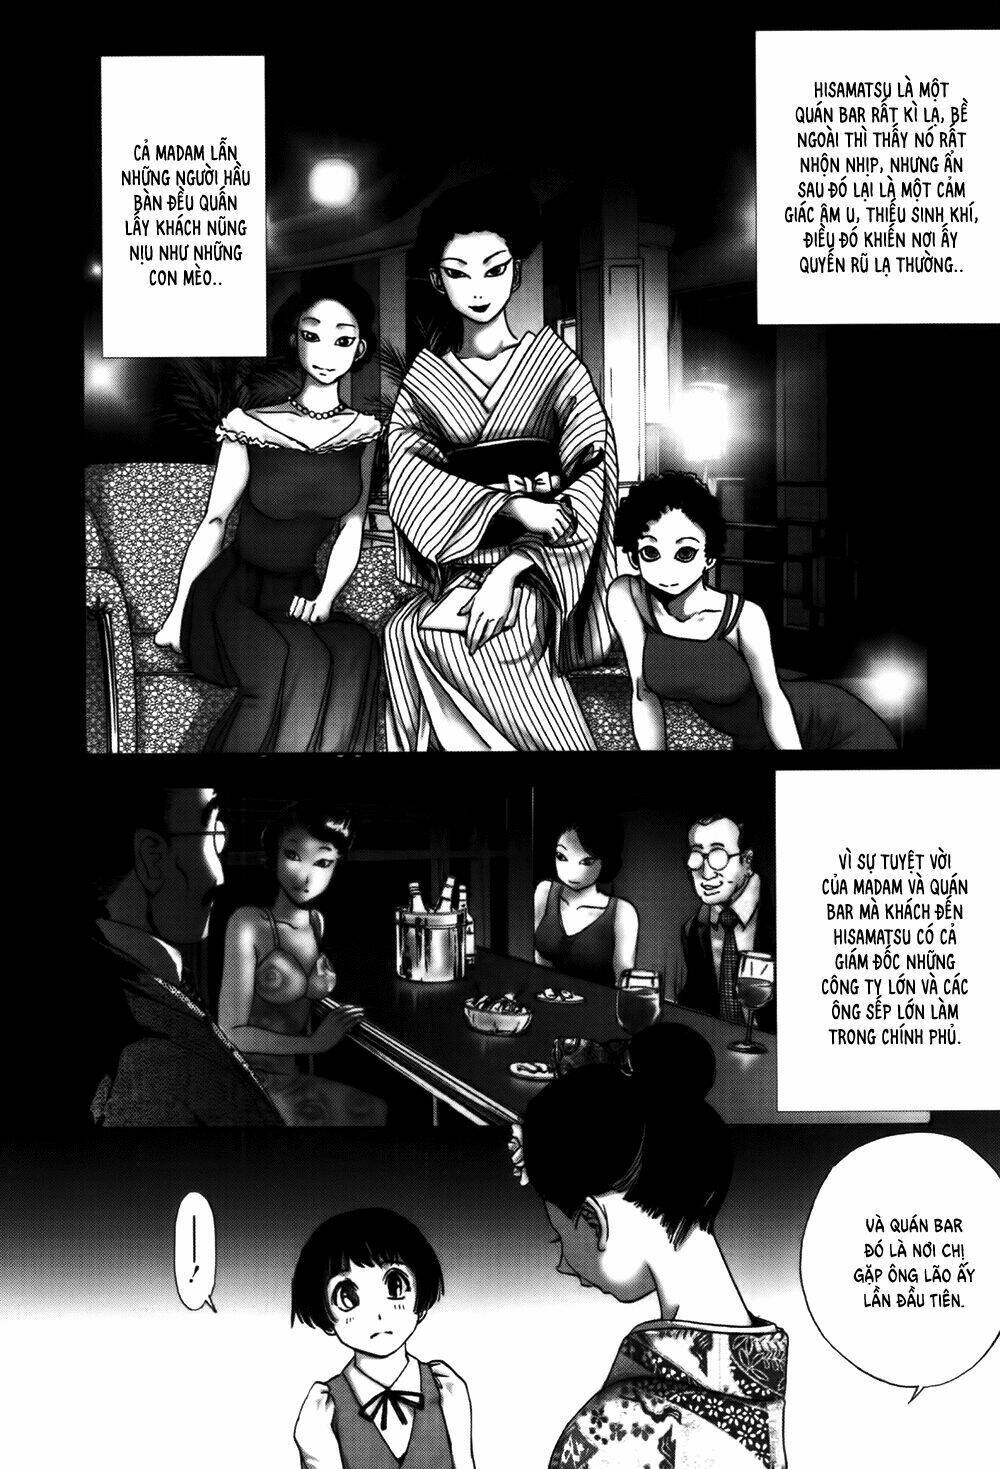 HISAMATSU LÀ MỘT
QUÁN BAR RẤT KÌ LẠ, BỀ
NGOÀI THÌ THẤY NÓ RẤT
NHỘN NHỊP, NHƯNG ẨN
SAU ĐÓ LẠI LÀ MỘT CẢM
GIÁC ÂM U, THIẾU SINH KHÍ,
ĐIỀU ĐÓ KHIẾN NƠI ẤY
QUYẾN RŨ LẠ THƯỜNG..
CẢ MADAM LẪN
NHỮNG NGƯỜI HẦU
BÀN ĐỀU QUẤN
LẤY KHÁCH NŨNG
NỊU NHƯ NHỮNG
CON MÈO..
VÌ SỰ TUYỆT VỜI
CỦA MADAM VÀ QUÁN
BAR MÀ KHÁCH ĐẾN
HISAMATSU CÓ CẢ
GIÁM ĐỐC NHỮNG
CÔNG TY LỚN VÀ CÁC
ÔNG SẾP LỚN LÀM
TRONG CHÍNH PHỦ.
VÀ QUÁN BAR
ĐÓ LÀ NƠI CHỊ
GẶP ÔNG LÃO ẤY
LẦN ĐẦU TIÊN.
—!